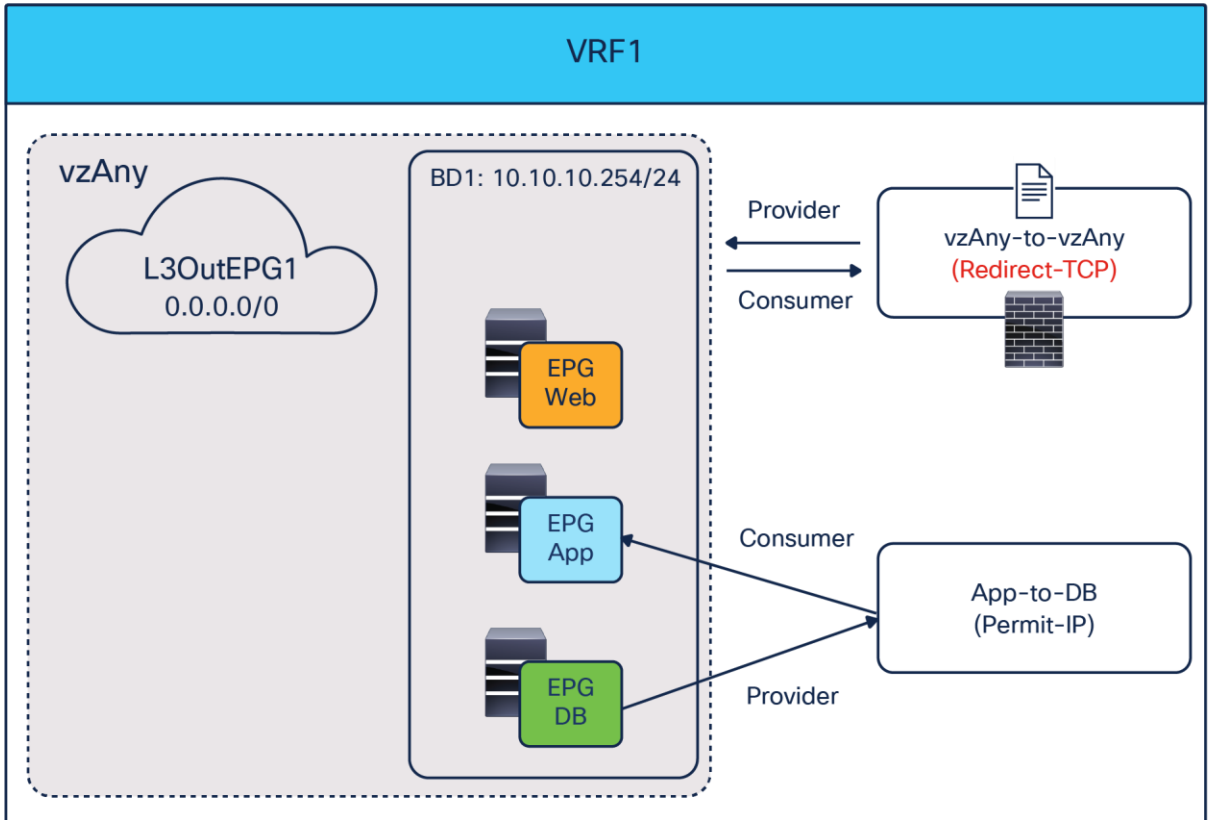 VRF1
vzAny
L3OutEPG1
0.0.0.0/0
BD1: 10.10.10.254/24
EPG
Web
EPG
App
EPG
DB
Provider
Consumer
vzAny-to-vzAny
(Redirect-TCP)
Consumer
Provider
App-to-DB
(Permit-IP)